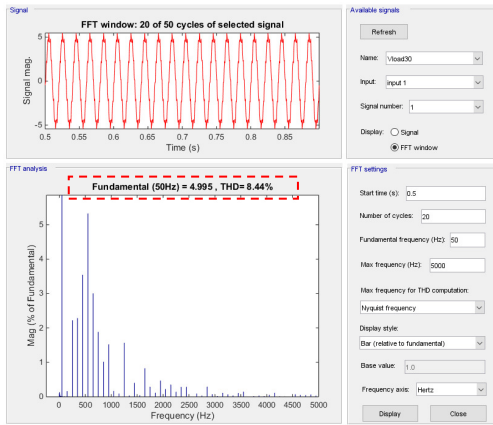 Signal
FFT window: 20 of 50 cycles of selected signal
Signal mag.
5
0
-5
0.5
0.55
0.6
0.65
0.7
0.75
0.8
0.85
Time (s)
Available signals
Refresh
Name:
Vload30
Input:
input 1
Signal number:
1
Display:
Signal
FFT window
FFT analysis
Fundamental (50Hz) = 4.995 , THD= 8.44%
Mag (% of Fundamental)
5
4
3
2
1
0
0
500
1000
1500
2000
2500
3000
3500
4000
4500
5000
Frequency (Hz)
FFT settings
Start time (s):
0.5
Number of cycles:
20
Fundamental frequency (Hz):
50
Max frequency (Hz):
5000
Max frequency for THD computation:
Nyquist frequency
Display style:
Bar (relative to fundamental)
Base value:
1.0
Frequency axis:
Hertz
Display
Close